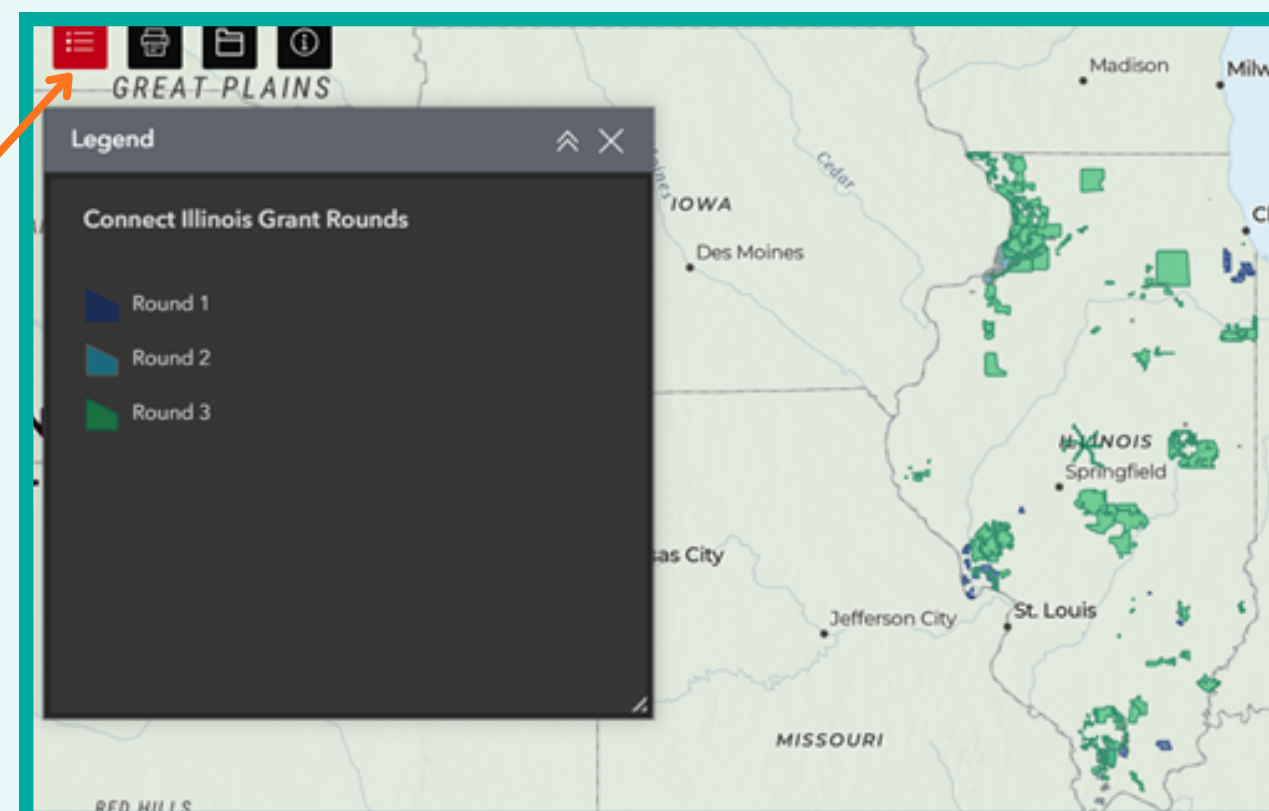 GREAT PLAINS
Legend
Connect Illinois Grant Rounds
Round 1
Round 2
Round 3
Madison
Milw
Cedar
IOWA
Des Moines
ILLINOIS
Springfield
sas City
Jefferson City
St. Louis
MISSOURI
RED HILLS